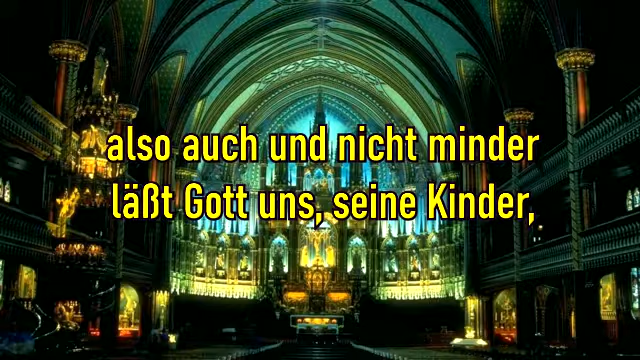 also auch und nicht minder
läßt Gott uns, seine Kinder,